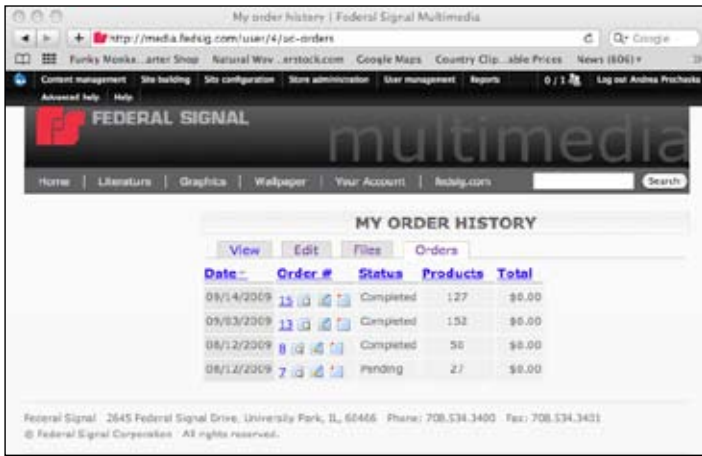 My order history | Federal Signal Multimedia
http://media.fedsig.com/user/4/uc-orders
Google
Funky Monke...arter Shop Natural Wov...erstock.com Google Maps Country Clip...able Prices News (606)
Content management Site building Site configuration Store administration User management Reports 0 / 1 Log out Andrea Prochaska
Advanced help Help
FEDERAL SIGNAL
multimedia
Home | Literature | Graphics | Wallpaper | Your Account | fedsig.com Search
MY ORDER HISTORY
View Edit Files Orders
Date Order # Status Products Total
09/14/2009 15 Completed 127 $0.00
09/03/2009 13 Completed 152 $0.00
08/12/2009 8 Completed 50 $0.00
08/12/2009 7 Pending 27 $0.00
Federal Signal 2645 Federal Signal Drive, University Park, IL, 60466 Phone: 708.534.3400 Fax: 708.534.3401
© Federal Signal Corporation All rights reserved.